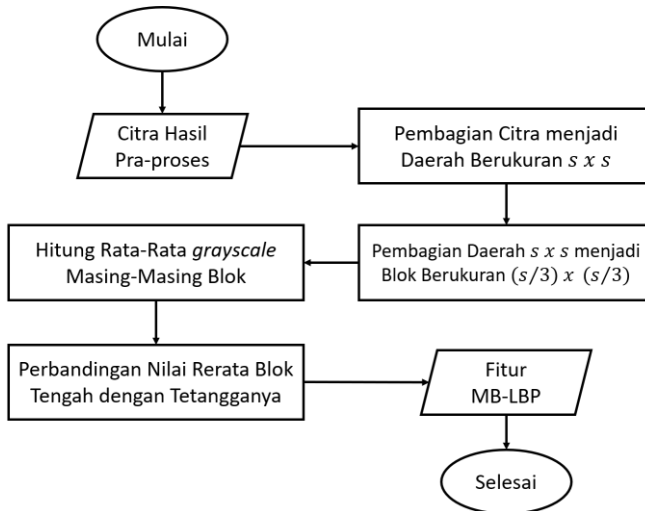 Mulai
Citra Hasil
Pra-proses
Pembagian Citra menjadi
Daerah Berukuran s x s
Pembagian Daerah s x s menjadi
Blok Berukuran (s/3) x (s/3)
Hitung Rata-Rata grayscale
Masing-Masing Blok
Perbandingan Nilai Rerata Blok
Tengah dengan Tetangganya
Fitur
MB-LBP
Selesai